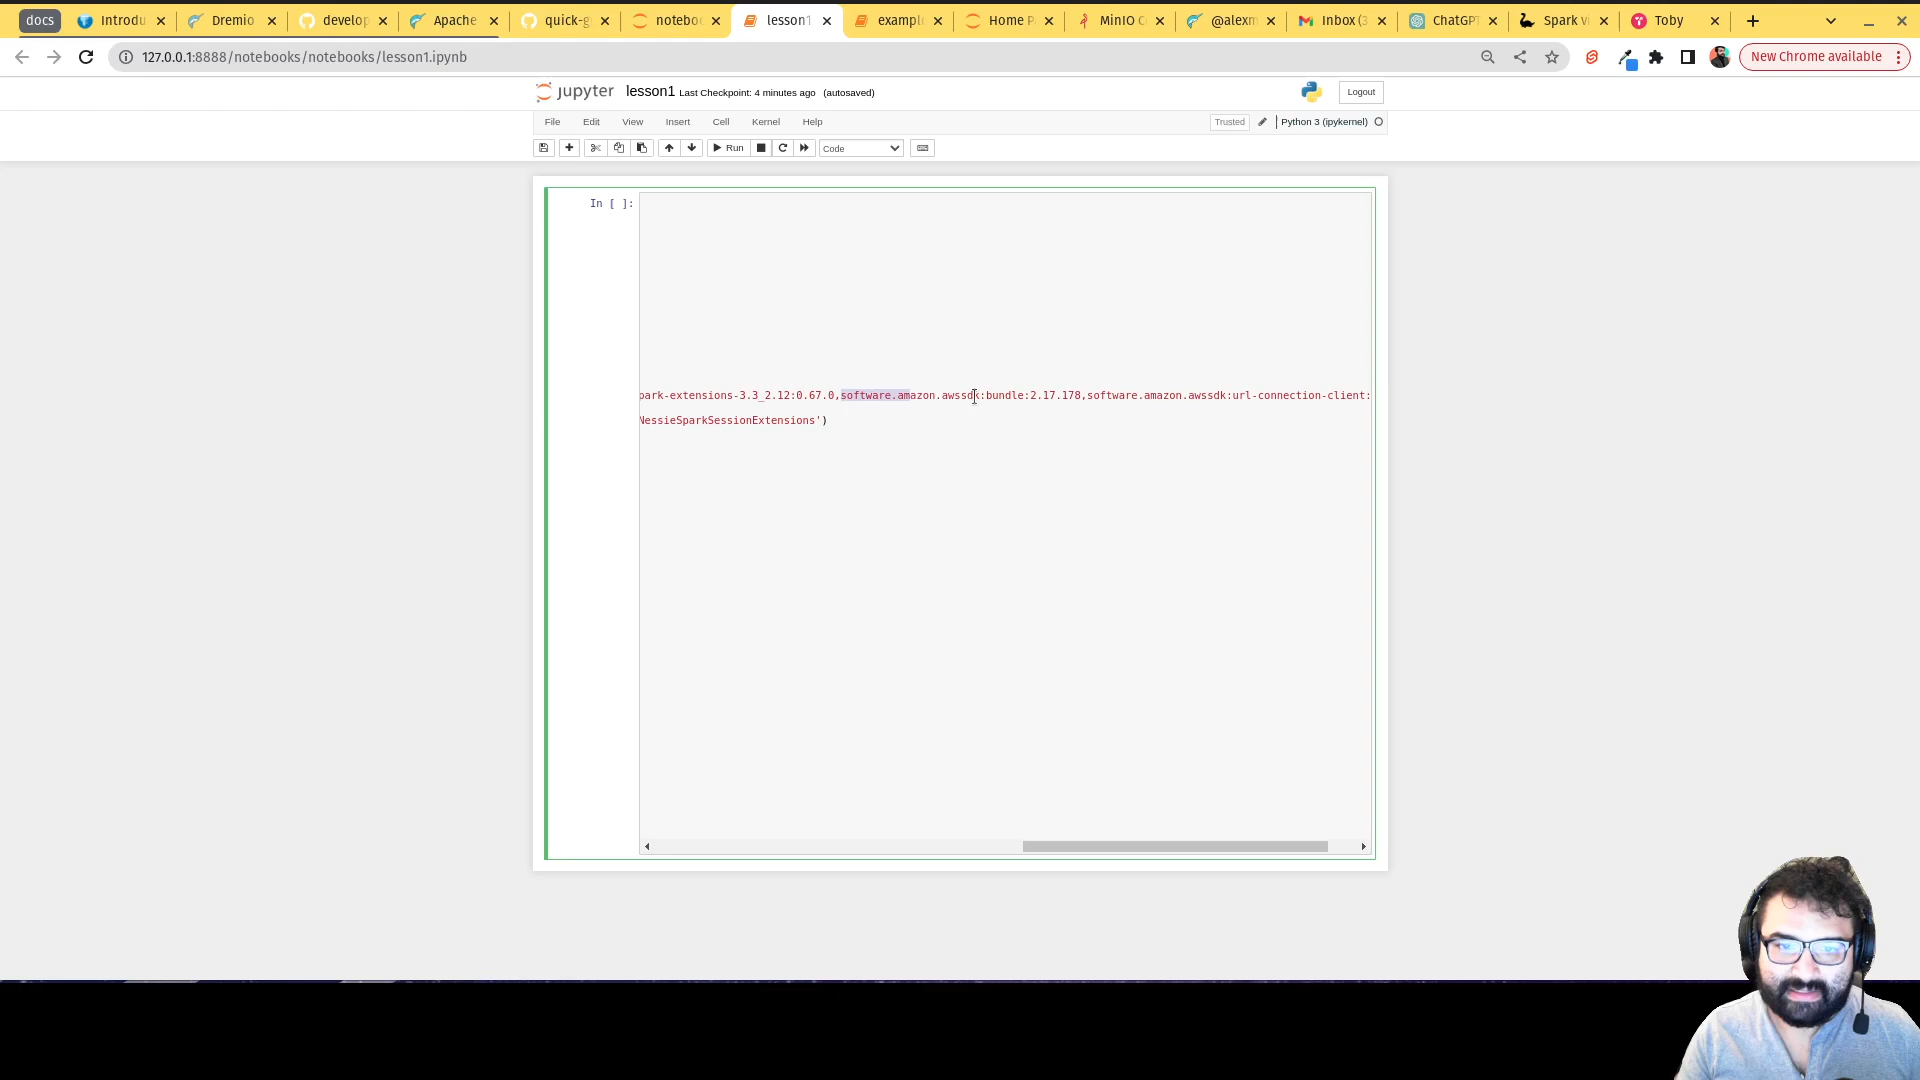 docs Introdu Dremio develop Apache quick-g noteboo lesson1 example Home P MinIO C @alexm Inbox (3 ChatGPT Spark v Toby
127.0.0.1:8888/notebooks/notebooks/lesson1.ipynb New Chrome available
jupyter lesson1 Last Checkpoint: 4 minutes ago (autosaved) Logout
File Edit View Insert Cell Kernel Help Trusted Python 3 (ipykernel)
Run Code
In [ ]:
park-extensions-3.3_2.12:0.67.0,software.amazon.awssdk:bundle:2.17.178,software.amazon.awssdk:url-connection-client:
NessieSparkSessionExtensions')